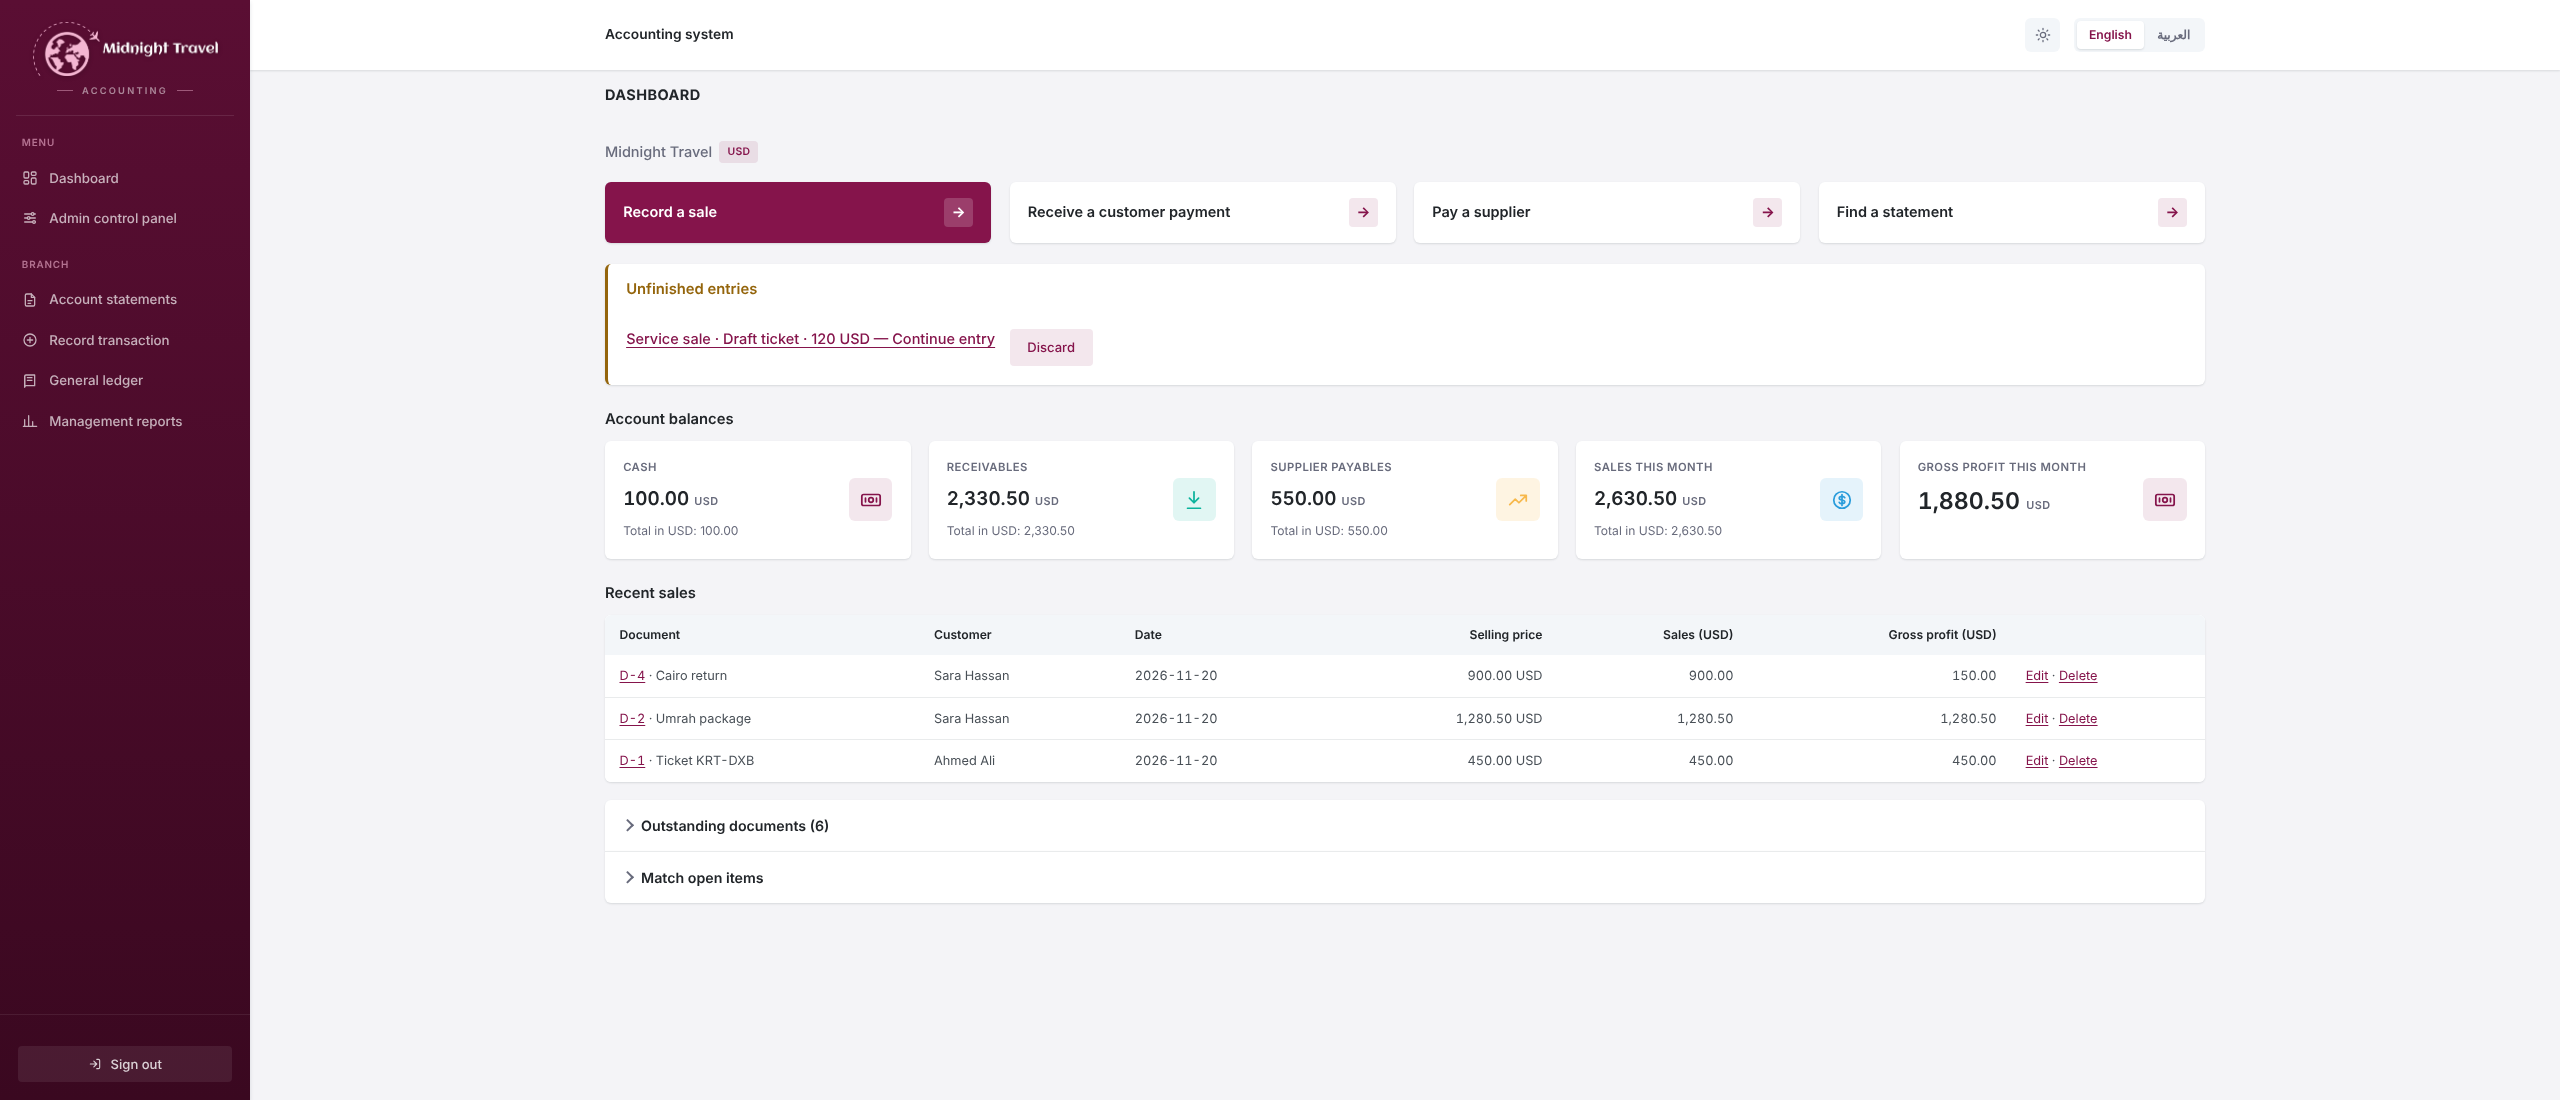 Midnight Travel
ACCOUNTING
MENU
Dashboard
Admin control panel
BRANCH
Account statements
Record transaction
General ledger
Management reports
Sign out
Accounting system
English
العربية
DASHBOARD
Midnight Travel USD
Record a sale
Receive a customer payment
Pay a supplier
Find a statement
Unfinished entries
Service sale · Draft ticket · 120 USD — Continue entry
Discard
Account balances
CASH
100.00 USD
Total in USD: 100.00
RECEIVABLES
2,330.50 USD
Total in USD: 2,330.50
SUPPLIER PAYABLES
550.00 USD
Total in USD: 550.00
SALES THIS MONTH
2,630.50 USD
Total in USD: 2,630.50
GROSS PROFIT THIS MONTH
1,880.50 USD
Recent sales
Document Customer Date Selling price Sales (USD) Gross profit (USD)
D-4 · Cairo return Sara Hassan 2026-11-20 900.00 USD 900.00 150.00 Edit · Delete
D-2 · Umrah package Sara Hassan 2026-11-20 1,280.50 USD 1,280.50 1,280.50 Edit · Delete
D-1 · Ticket KRT-DXB Ahmed Ali 2026-11-20 450.00 USD 450.00 450.00 Edit · Delete
Outstanding documents (6)
Match open items